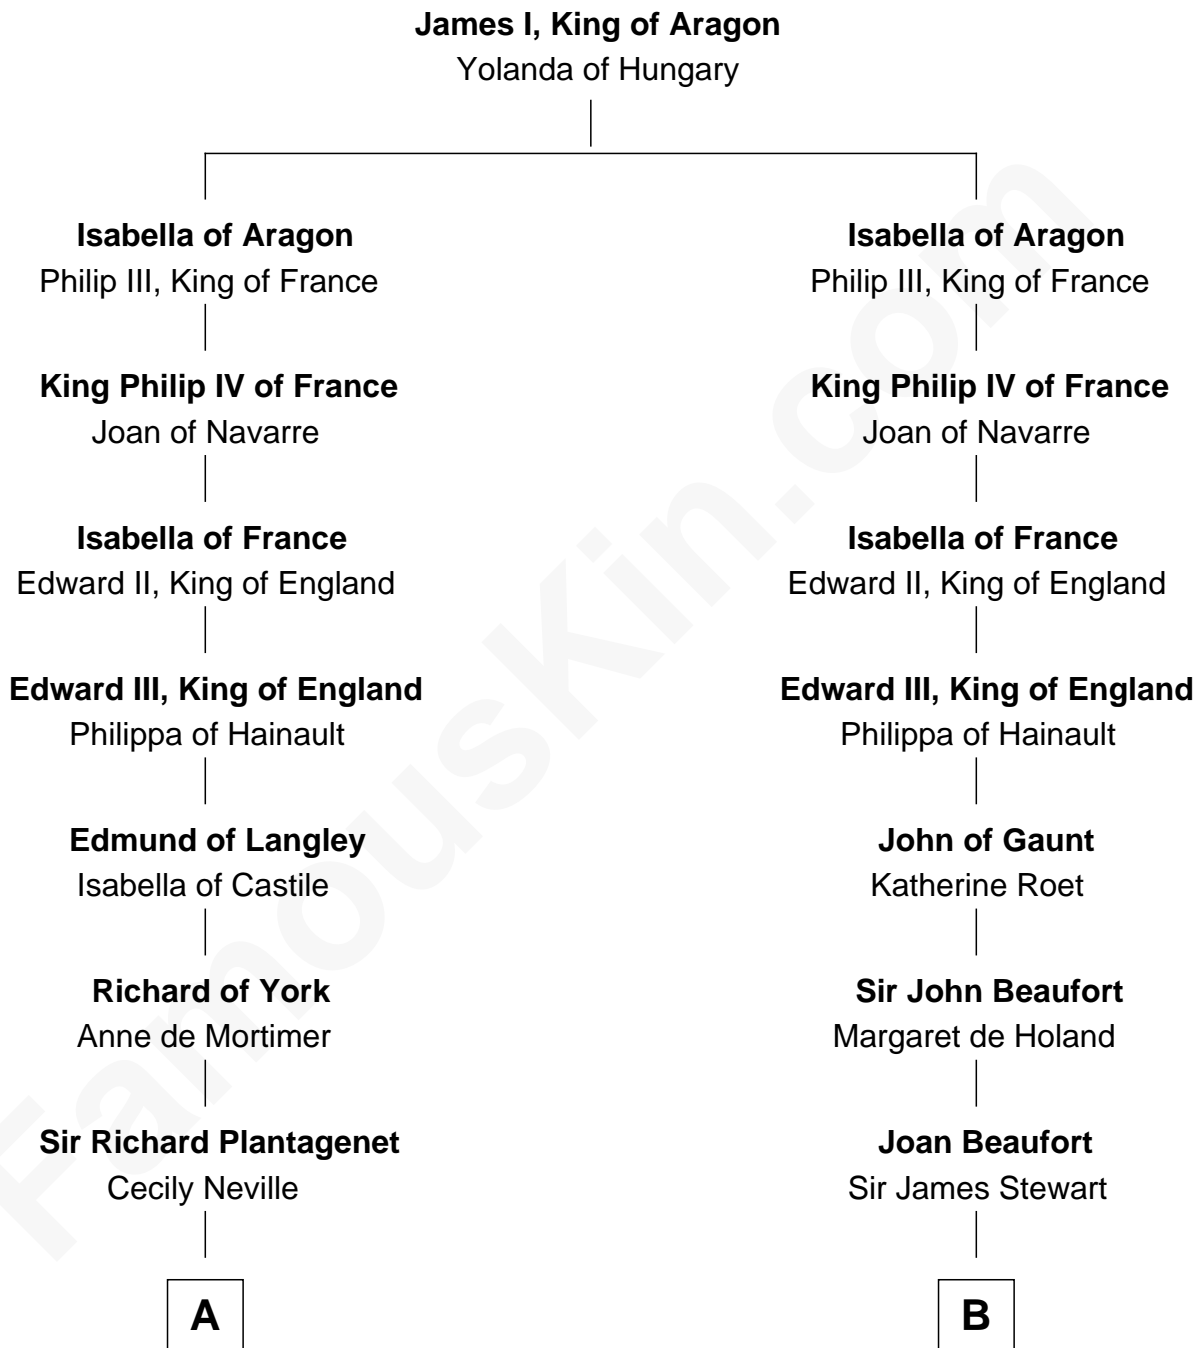 James I, King of Aragon
Yolanda of Hungary
Isabella of Aragon
Philip III, King of France
King Philip IV of France
Joan of Navarre
Isabella of France
Edward II, King of England
Edward III, King of England
Philippa of Hainault
Edmund of Langley
Isabella of Castile
Richard of York
Anne de Mortimer
Sir Richard Plantagenet
Cecily Neville
A
Isabella of Aragon
Philip III, King of France
King Philip IV of France
Joan of Navarre
Isabella of France
Edward II, King of England
Edward III, King of England
Philippa of Hainault
John of Gaunt
Katherine Roet
Sir John Beaufort
Margaret de Holand
Joan Beaufort
Sir James Stewart
B
FamousKin.com